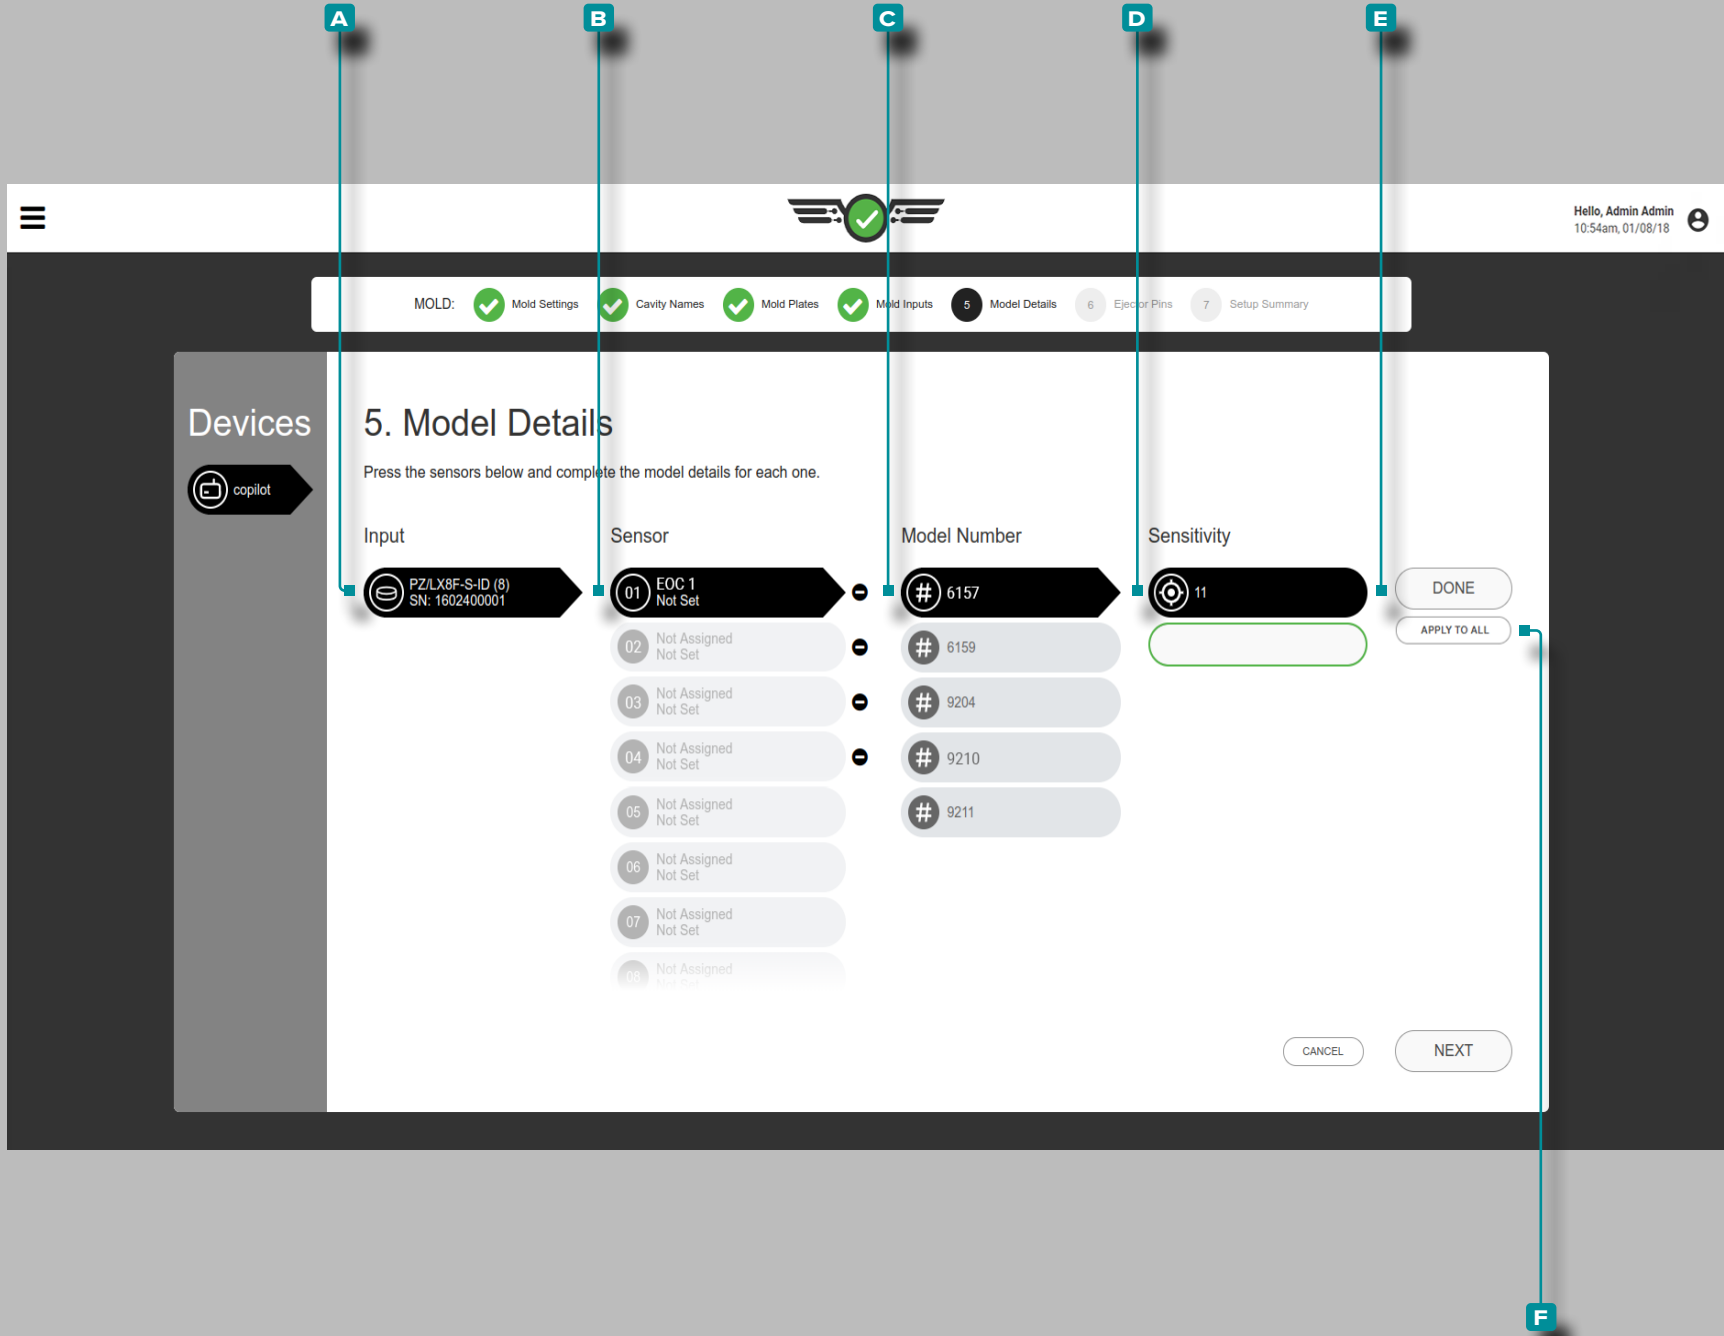 A B C D E
Hello, Admin Admin
10:54am, 01/08/18
MOLD: Mold Settings Cavity Names Mold Plates Mold Inputs 5 Model Details 6 Ejector Pins 7 Setup Summary
Devices
copilot
5. Model Details
Press the sensors below and complete the model details for each one.
Input
PZ/LX8F-S-ID (8)
SN: 1602400001
Sensor
01 EOC 1
Not Set
02 Not Assigned
Not Set
03 Not Assigned
Not Set
04 Not Assigned
Not Set
05 Not Assigned
Not Set
06 Not Assigned
Not Set
07 Not Assigned
Not Set
08 Not Assigned
Not Set
Model Number
# 6157
# 6159
# 9204
# 9210
# 9211
Sensitivity
11
DONE
APPLY TO ALL
CANCEL
NEXT
F